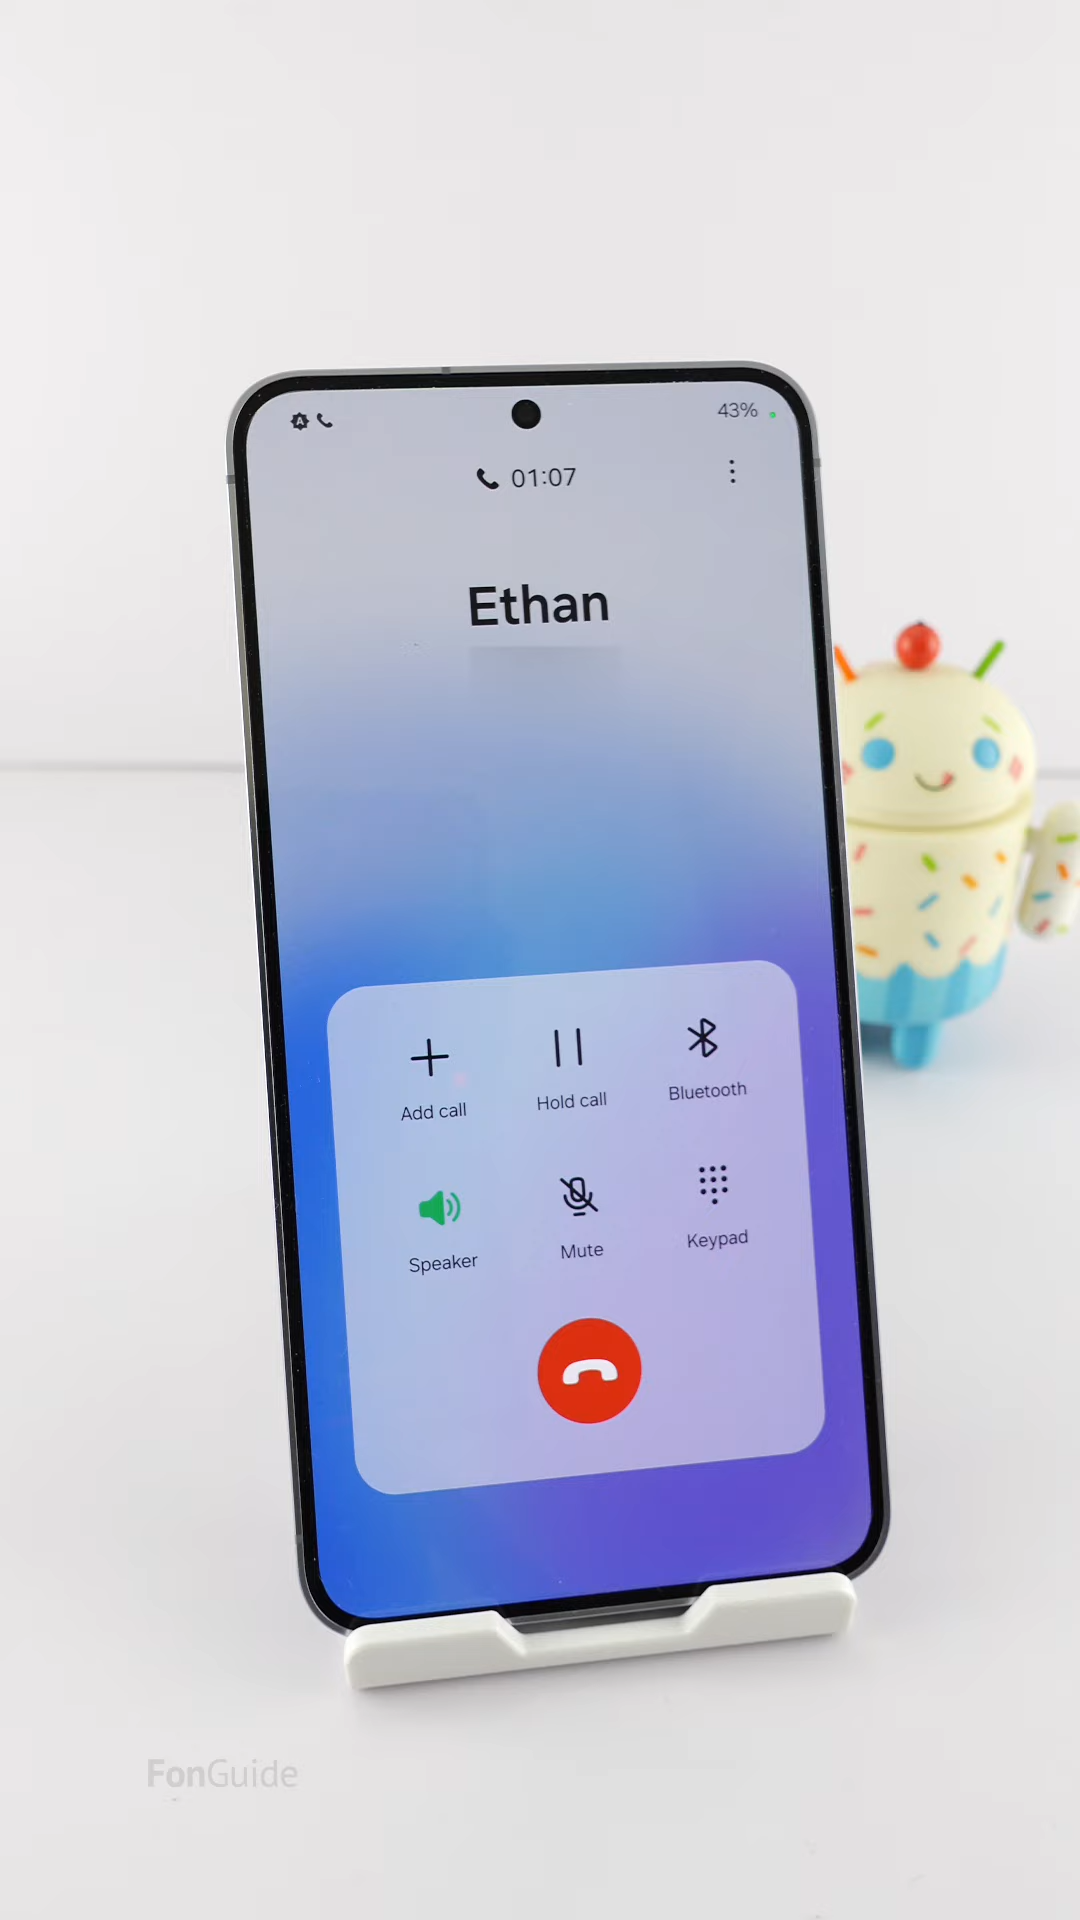 43%
01:07
Ethan
Add call
Hold call
Bluetooth
Speaker
Mute
Keypad
FonGuide